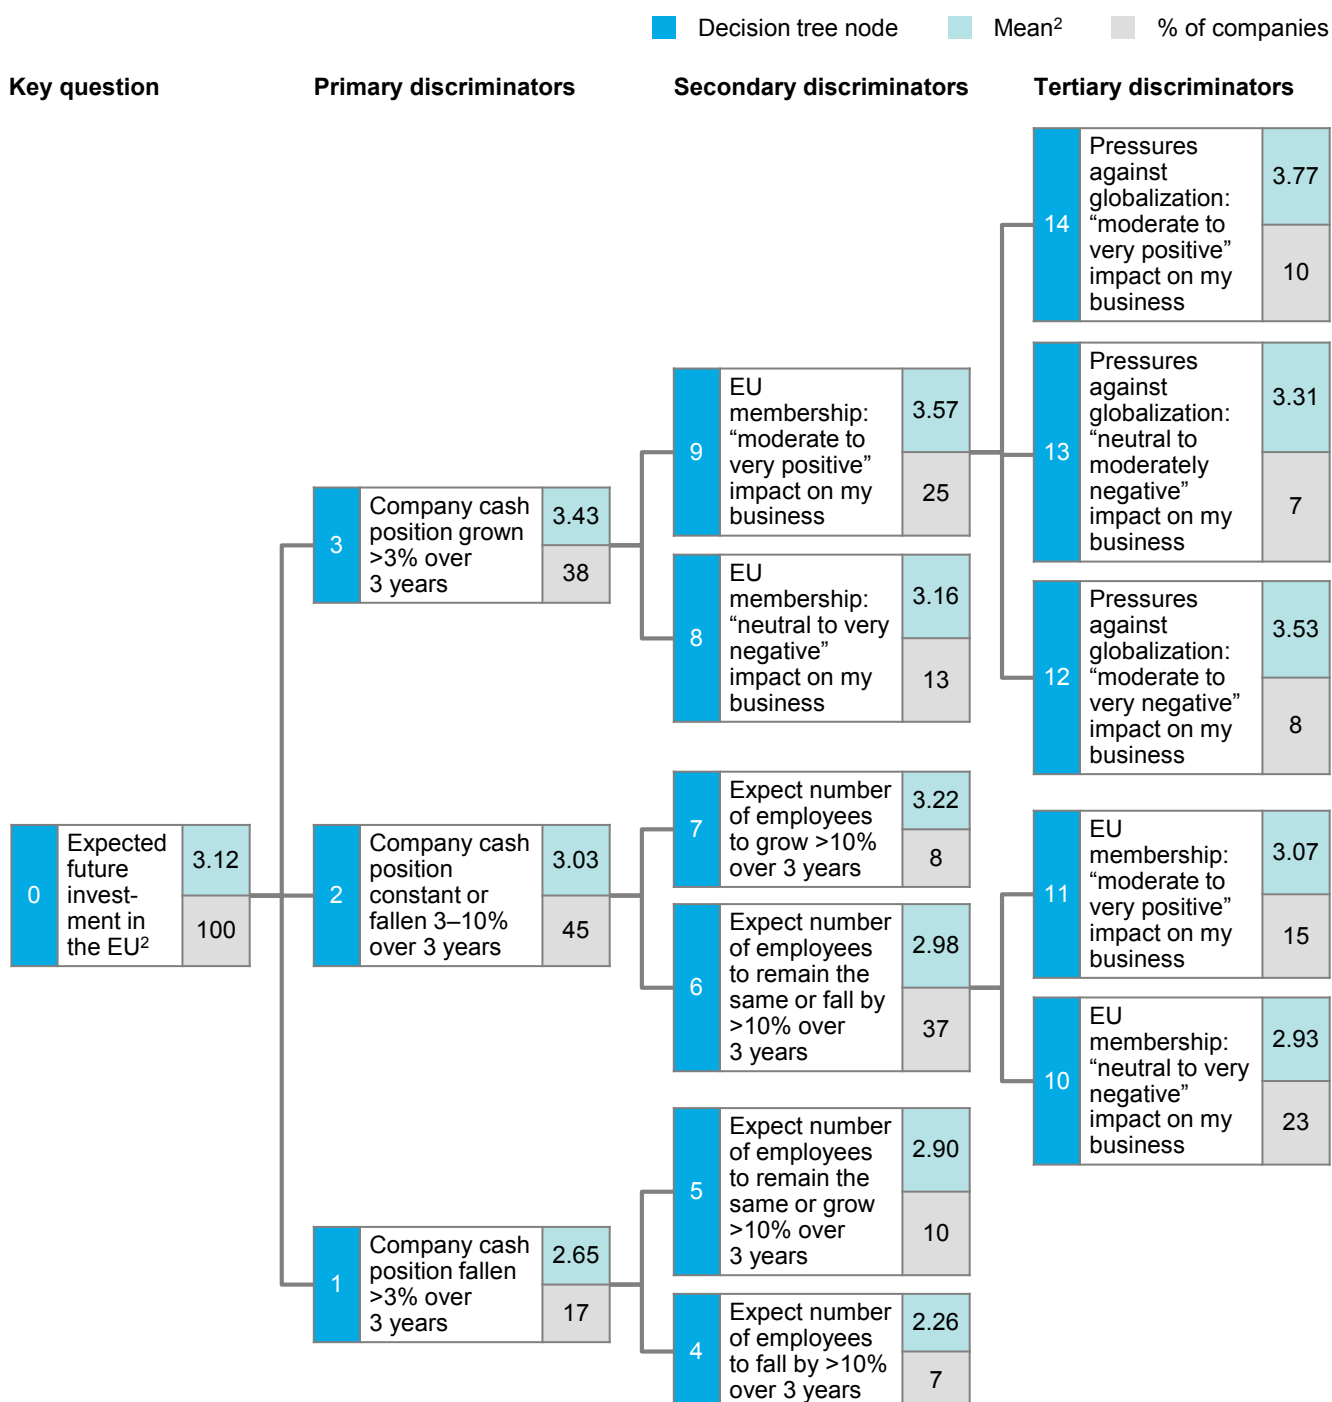 Decision tree node Mean2 % of companies
Key question Primary discriminators Secondary discriminators Tertiary discriminators
0
Expected
future
invest-
ment in
the EU2
3.12
100
3
Company cash
position grown
>3% over
3 years
3.43
38
2
Company cash
position
constant or
fallen 3–10%
over 3 years
3.03
45
1
Company cash
position fallen
>3% over
3 years
2.65
17
9
EU
membership:
“moderate to
very positive”
impact on my
business
3.57
25
8
EU
membership:
“neutral to very
negative”
impact on my
business
3.16
13
7
Expect number
of employees
to grow >10%
over 3 years
3.22
8
6
Expect number
of employees
to remain the
same or fall by
>10% over
3 years
2.98
37
5
Expect number
of employees
to remain the
same or grow
>10% over
3 years
2.90
10
4
Expect number
of employees
to fall by >10%
over 3 years
2.26
7
14
Pressures
against
globalization:
“moderate to
very positive”
impact on my
business
3.77
10
13
Pressures
against
globalization:
“neutral to
moderately
negative”
impact on my
business
3.31
7
12
Pressures
against
globalization:
“moderate to
very negative”
impact on my
business
3.53
8
11
EU
membership:
“moderate to
very positive”
impact on my
business
3.07
15
10
EU
membership:
“neutral to very
negative”
impact on my
business
2.93
23